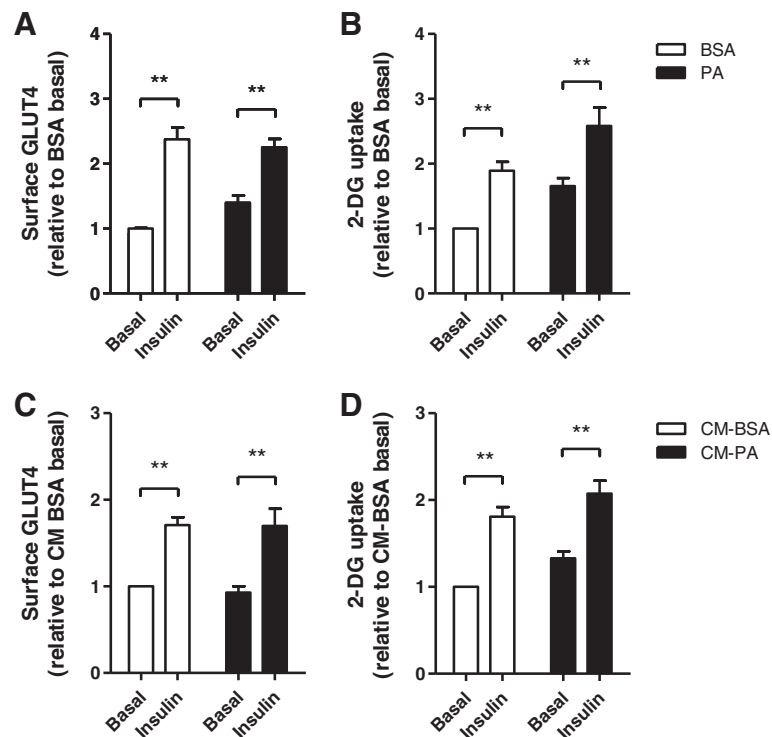 A
Surface GLUT4
(relative to BSA basal)
4
3
2
1
0
** **
Basal Insulin Basal Insulin
B
2-DG uptake
(relative to BSA basal)
4
3
2
1
0
** **
Basal Insulin Basal Insulin
BSA
PA
C
Surface GLUT4
(relative to CM BSA basal)
3
2
1
0
** **
Basal Insulin Basal Insulin
D
2-DG uptake
(relative to CM-BSA basal)
3
2
1
0
** **
Basal Insulin Basal Insulin
CM-BSA
CM-PA